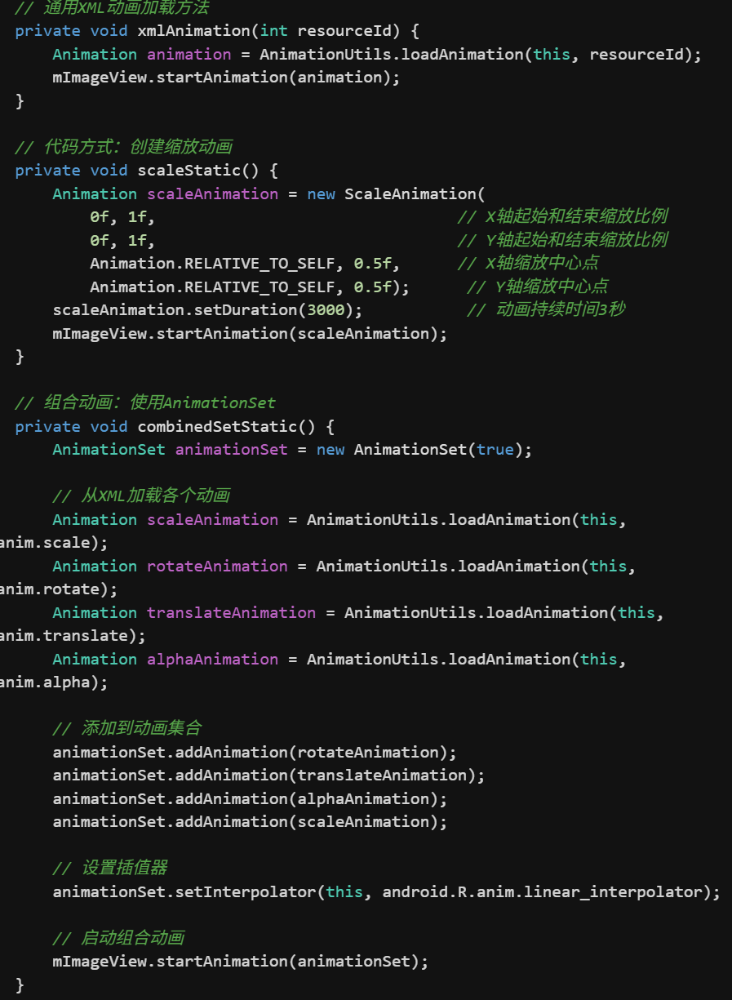 // 通用XML动画加载方法
private void xmlAnimation(int resourceId) {
    Animation animation = AnimationUtils.loadAnimation(this, resourceId);
    mImageView.startAnimation(animation);
}

// 代码方式：创建缩放动画
private void scaleStatic() {
    Animation scaleAnimation = new ScaleAnimation(
        0f, 1f,                                // X轴起始和结束缩放比例
        0f, 1f,                                // Y轴起始和结束缩放比例
        Animation.RELATIVE_TO_SELF, 0.5f,      // X轴缩放中心点
        Animation.RELATIVE_TO_SELF, 0.5f);      // Y轴缩放中心点
    scaleAnimation.setDuration(3000);           // 动画持续时间3秒
    mImageView.startAnimation(scaleAnimation);
}

// 组合动画：使用AnimationSet
private void combinedSetStatic() {
    AnimationSet animationSet = new AnimationSet(true);

    // 从XML加载各个动画
    Animation scaleAnimation = AnimationUtils.loadAnimation(this,
anim.scale);
    Animation rotateAnimation = AnimationUtils.loadAnimation(this,
anim.rotate);
    Animation translateAnimation = AnimationUtils.loadAnimation(this,
anim.translate);
    Animation alphaAnimation = AnimationUtils.loadAnimation(this,
anim.alpha);

    // 添加到动画集合
    animationSet.addAnimation(rotateAnimation);
    animationSet.addAnimation(translateAnimation);
    animationSet.addAnimation(alphaAnimation);
    animationSet.addAnimation(scaleAnimation);

    // 设置插值器
    animationSet.setInterpolator(this, android.R.anim.linear_interpolator);

    // 启动组合动画
    mImageView.startAnimation(animationSet);
}